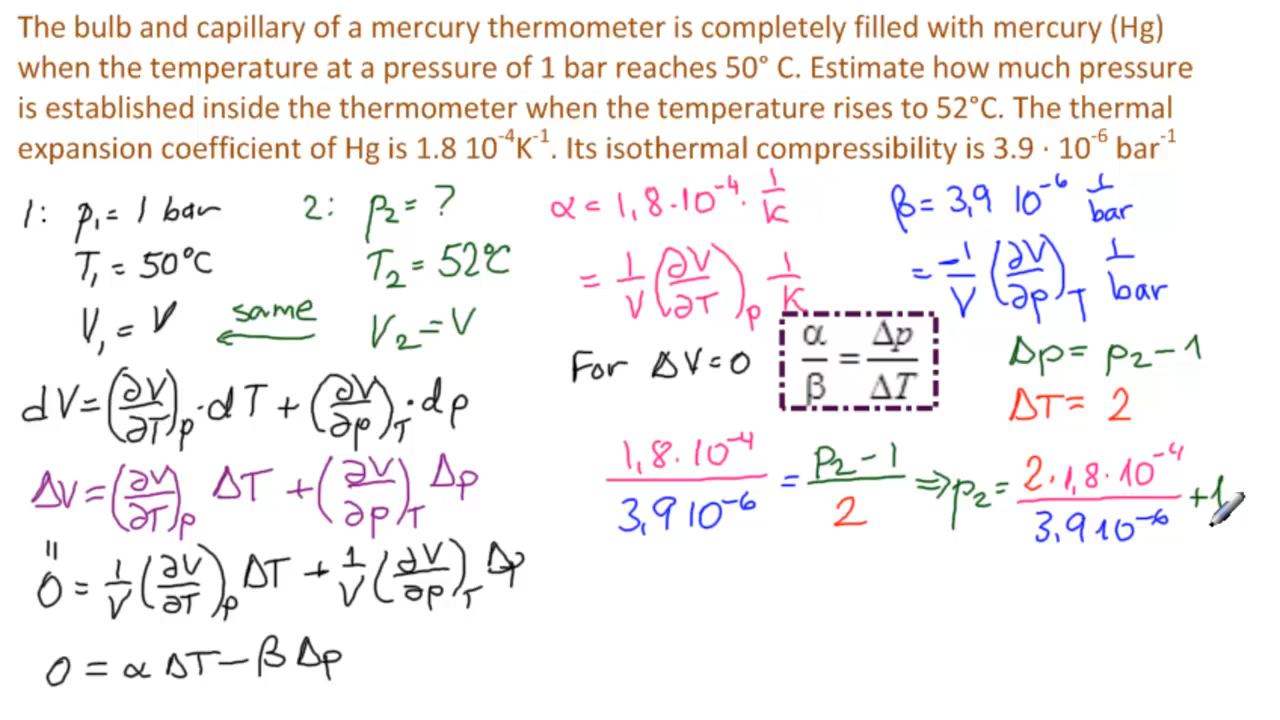 The bulb and capillary of a mercury thermometer is completely filled with mercury (Hg)
when the temperature at a pressure of 1 bar reaches 50° C. Estimate how much pressure
is established inside the thermometer when the temperature rises to 52°C. The thermal
expansion coefficient of Hg is 1.8 10⁻⁴K⁻¹. Its isothermal compressibility is 3.9 · 10⁻⁶ bar⁻¹
1: p₁ = 1 bar
T₁ = 50°C
V₁ = V
same
2: p₂ = ?
T₂ = 52°C
V₂ = V
dV = (∂V/∂T)ₚ · dT + (∂V/∂p)_T · dp
ΔV = (∂V/∂T)ₚ ΔT + (∂V/∂p)_T Δp
"
0 = 1/V (∂V/∂T)ₚ ΔT + 1/V (∂V/∂p)_T Δp
0 = α ΔT − β Δp
α = 1,8·10⁻⁴ · 1/K
= 1/V (∂V/∂T)ₚ 1/K
β = 3,9 10⁻⁶ 1/bar
= −1/V (∂V/∂p)_T 1/bar
For ΔV = 0
α/β = Δp/ΔT
Δp = p₂ − 1
ΔT = 2
1,8·10⁻⁴ / 3,9 10⁻⁶ = p₂ − 1 / 2 ⇒ p₂ = 2·1,8·10⁻⁴ / 3,9 10⁻⁶ + 1